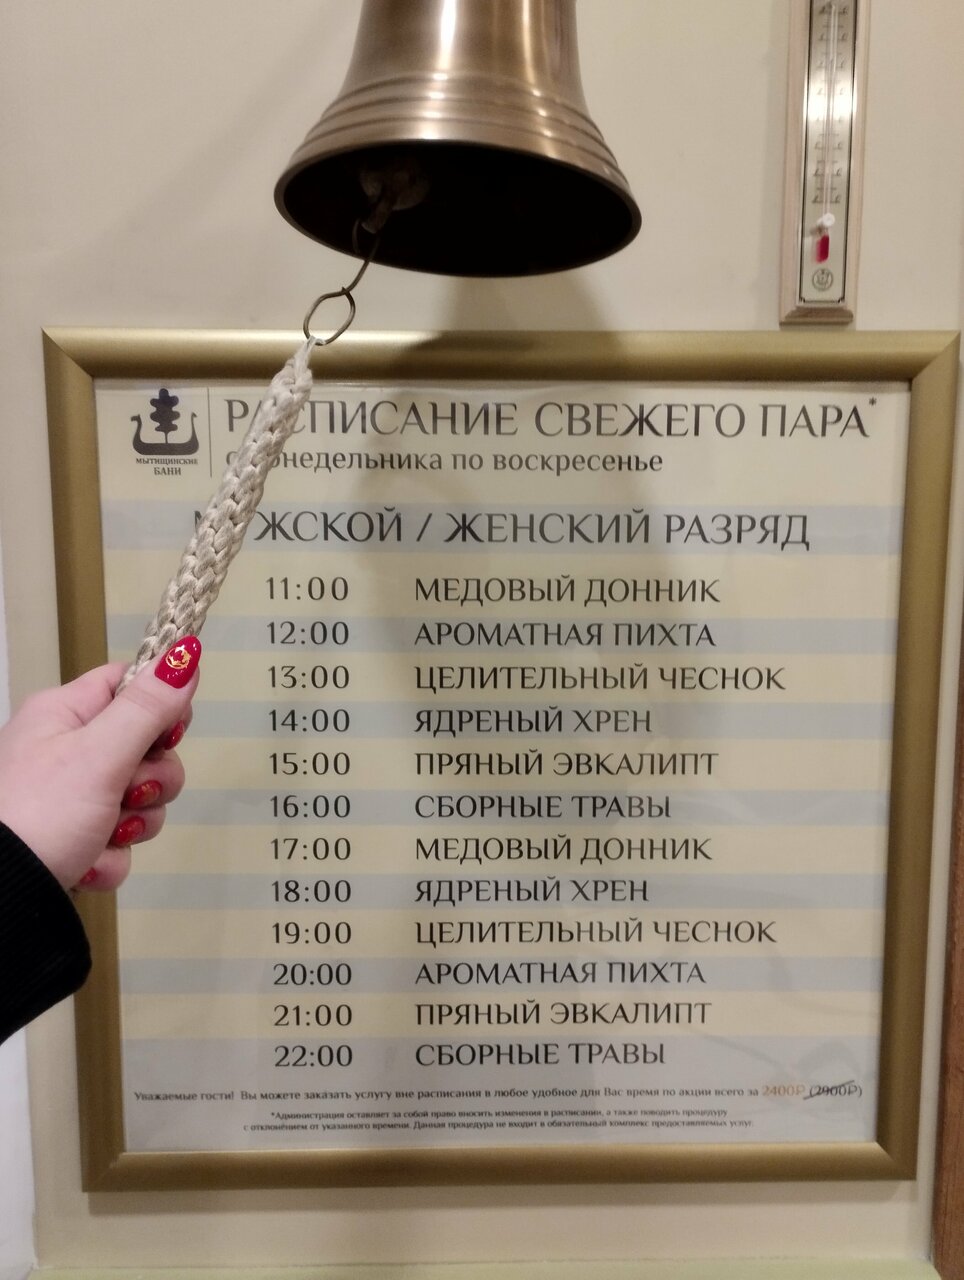 МЫТИЩИНСКИЕ
БАНИ
РАСПИСАНИЕ СВЕЖЕГО ПАРА*
с понедельника по воскресенье
МУЖСКОЙ / ЖЕНСКИЙ РАЗРЯД
11:00 МЕДОВЫЙ ДОННИК
12:00 АРОМАТНАЯ ПИХТА
13:00 ЦЕЛИТЕЛЬНЫЙ ЧЕСНОК
14:00 ЯДРЕНЫЙ ХРЕН
15:00 ПРЯНЫЙ ЭВКАЛИПТ
16:00 СБОРНЫЕ ТРАВЫ
17:00 МЕДОВЫЙ ДОННИК
18:00 ЯДРЕНЫЙ ХРЕН
19:00 ЦЕЛИТЕЛЬНЫЙ ЧЕСНОК
20:00 АРОМАТНАЯ ПИХТА
21:00 ПРЯНЫЙ ЭВКАЛИПТ
22:00 СБОРНЫЕ ТРАВЫ
Уважаемые гости! Вы можете заказать услугу вне расписания в любое удобное для Вас время по акции всего за 2400₽ (2900₽)
*Администрация оставляет за собой право вносить изменения в расписании, а также проводить процедуру
с отклонением от указанного времени. Данная процедура не входит в обязательный комплекс предоставляемых услуг.